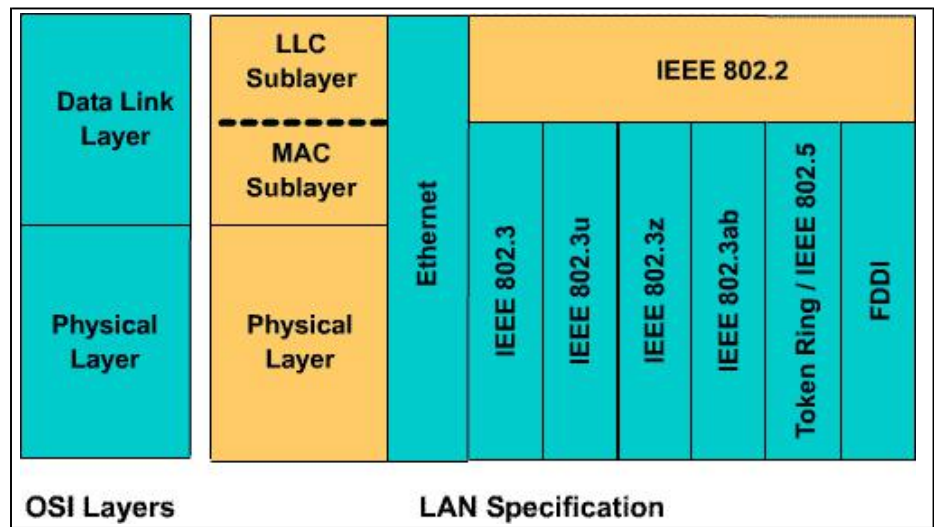 Data Link
Layer
Physical
Layer
LLC
Sublayer
MAC
Sublayer
Physical
Layer
Ethernet
IEEE 802.2
IEEE 802.3
IEEE 802.3u
IEEE 802.3z
IEEE 802.3ab
Token Ring / IEEE 802.5
FDDI
OSI Layers
LAN Specification